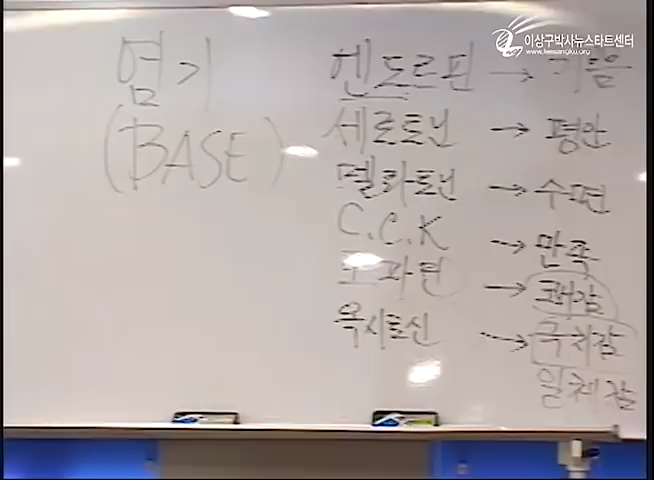 이상구박사뉴스타트센터
www.leesangku.org
염기
(BASE)
엔도르핀 → 기쁨
세로토닌 → 평안
멜라토닌 → 수면
C.C.K → 만족
도파민 → 쾌감
옥시토신 → 극치감
일체감